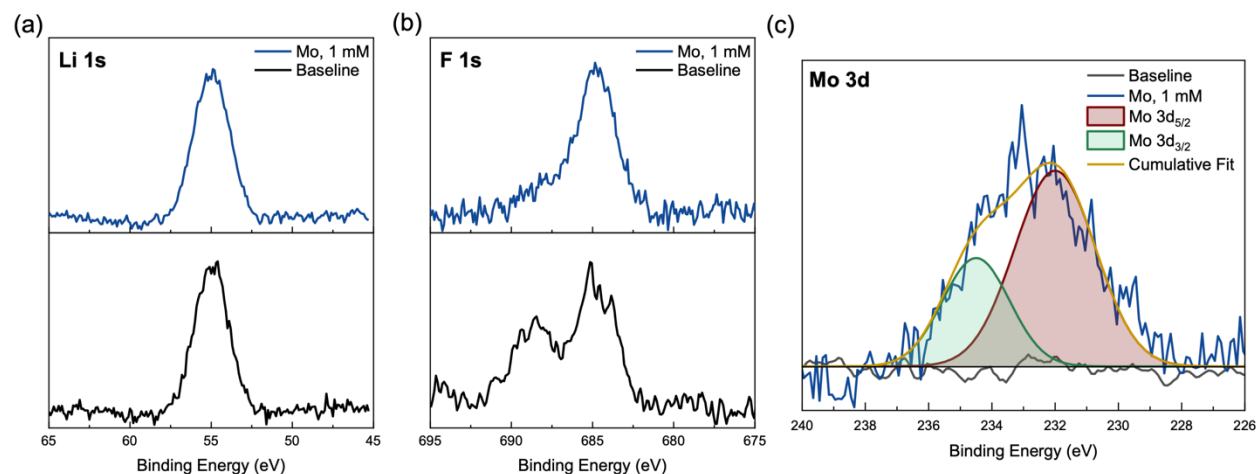 (a)
Li 1s
Mo, 1 mM
Baseline
65 60 55 50 45
Binding Energy (eV)
(b)
F 1s
Mo, 1 mM
Baseline
695 690 685 680 675
Binding Energy (eV)
(c)
Mo 3d
Baseline
Mo, 1 mM
Mo 3d5/2
Mo 3d3/2
Cumulative Fit
240 238 236 234 232 230 228 226
Binding Energy (eV)